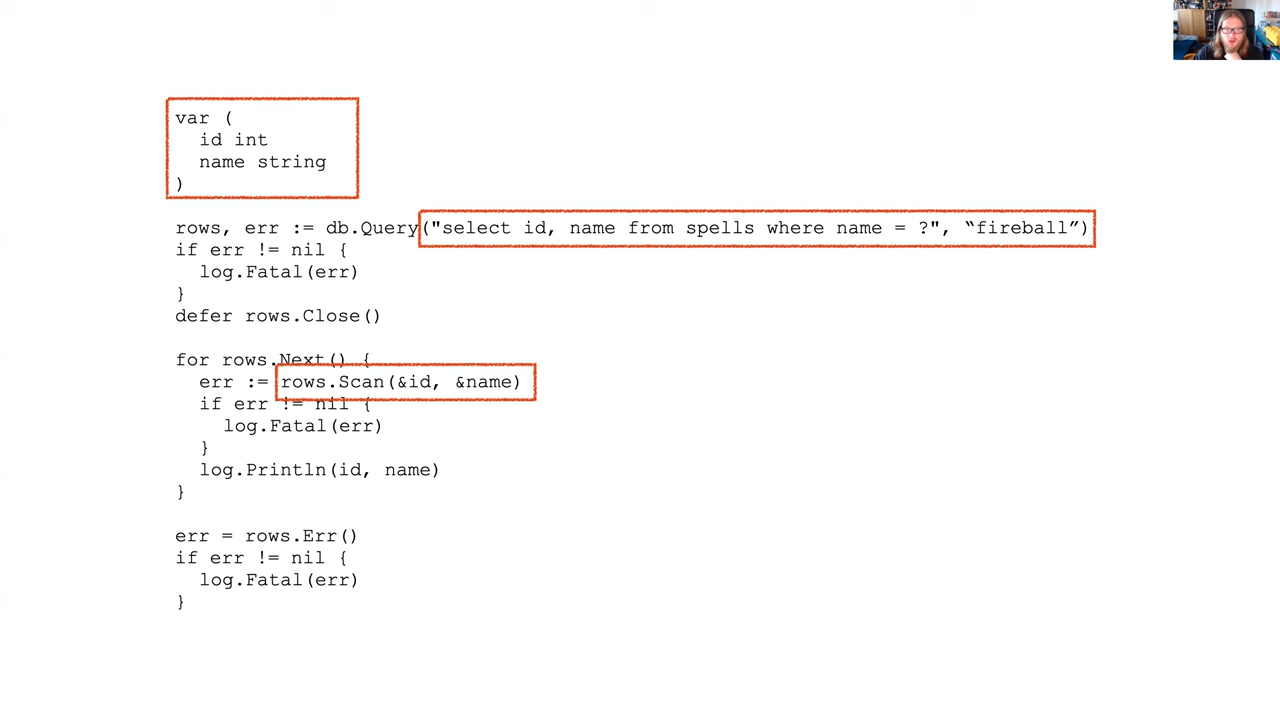 var (
  id int
  name string
)
rows, err := db.Query("select id, name from spells where name = ?", “fireball”)
if err != nil {
  log.Fatal(err)
}
defer rows.Close()
for rows.Next() {
  err := rows.Scan(&id, &name)
  if err != nil {
    log.Fatal(err)
  }
  log.Println(id, name)
}
err = rows.Err()
if err != nil {
  log.Fatal(err)
}